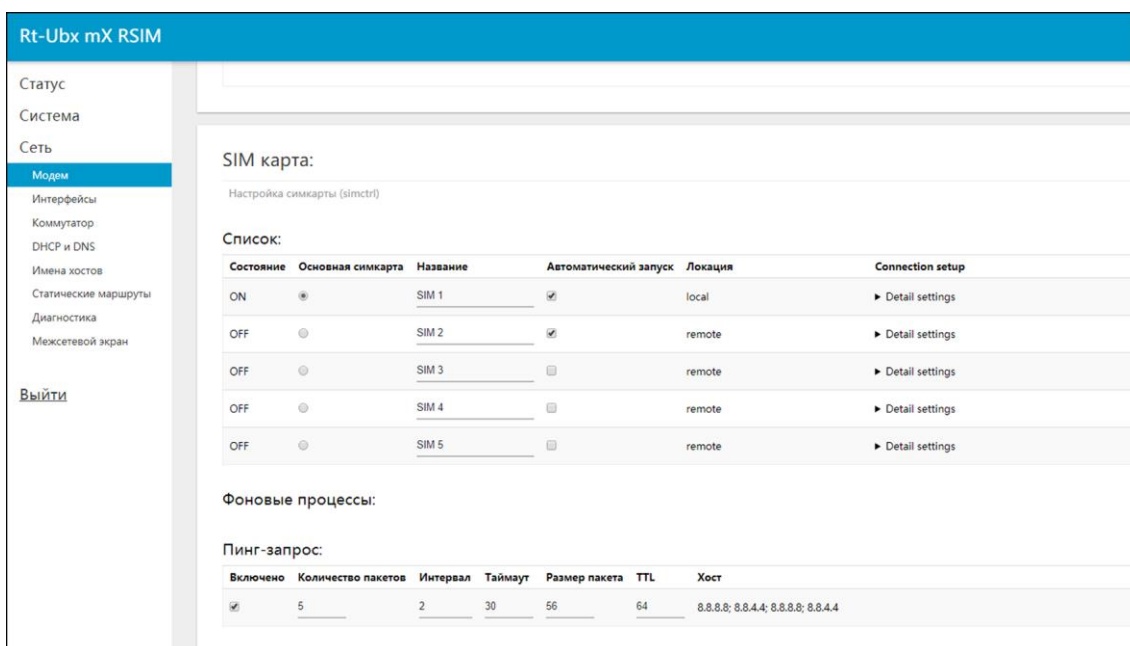 Rt-Ubx mX RSIM
Статус
Система
Сеть
Модем
Интерфейсы
Коммутатор
DHCP и DNS
Имена хостов
Статические маршруты
Диагностика
Межсетевой экран
Выйти
SIM карта:
Настройка симкарты (simctrl)
Список:
Состояние Основная симкарта Название Автоматический запуск Локация Connection setup
ON SIM 1 local ► Detail settings
OFF SIM 2 remote ► Detail settings
OFF SIM 3 remote ► Detail settings
OFF SIM 4 remote ► Detail settings
OFF SIM 5 remote ► Detail settings
Фоновые процессы:
Пинг-запрос:
Включено Количество пакетов Интервал Таймаут Размер пакета TTL Хост
5 2 30 56 64 8.8.8.8; 8.8.4.4; 8.8.8.8; 8.8.4.4